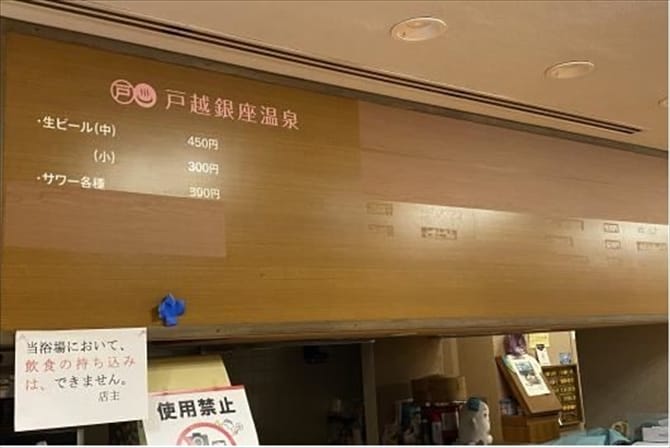 戸 戸越銀座温泉
・生ビール(中) 450円
(小) 300円
・サワー各種 390円
当浴場において、
飲食の持ち込み
は、できません。
店主
使用禁止